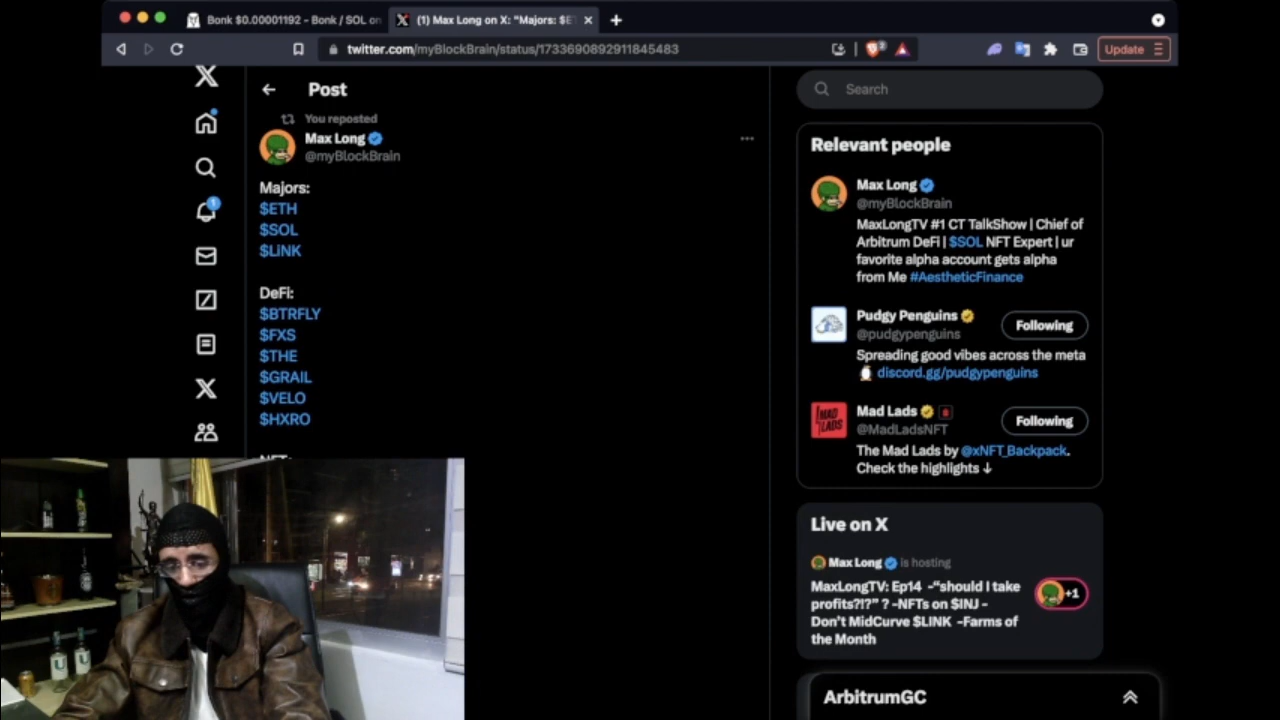 Bonk $0.00001192 - Bonk / SOL on
(1) Max Long on X: "Majors: $E
twitter.com/myBlockBrain/status/1733690892911845483
Update
Post
You reposted
Max Long
@myBlockBrain
Majors:
$ETH
$SOL
$LiNK
DeFi:
$BTRFLY
$FXS
$THE
$GRAIL
$VELO
$HXRO
1
Search
Relevant people
Max Long
@myBlockBrain
MaxLongTV #1 CT TalkShow | Chief of
Arbitrum DeFi | $SOL NFT Expert | ur
favorite alpha account gets alpha
from Me #AestheticFinance
Pudgy Penguins
@pudgypenguins
Following
Spreading good vibes across the meta
discord.gg/pudgypenguins
MAD LADS
Mad Lads
@MadLadsNFT
Following
The Mad Lads by @xNFT_Backpack.
Check the highlights ↓
Live on X
Max Long is hosting
MaxLongTV: Ep14 -“should I take
profits?!?” ? -NFTs on $INJ -
Don't MidCurve $LINK -Farms of
the Month
+1
ArbitrumGC